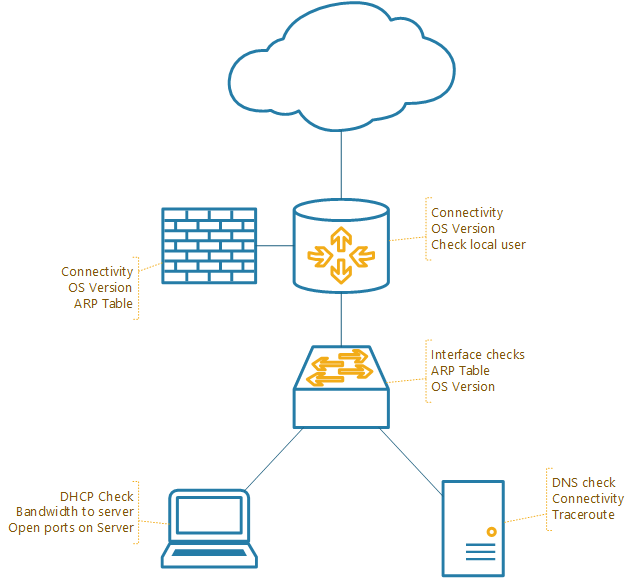 Connectivity
OS Version
Check local user
Connectivity
OS Version
ARP Table
Interface checks
ARP Table
OS Version
DHCP Check
Bandwidth to server
Open ports on Server
DNS check
Connectivity
Traceroute